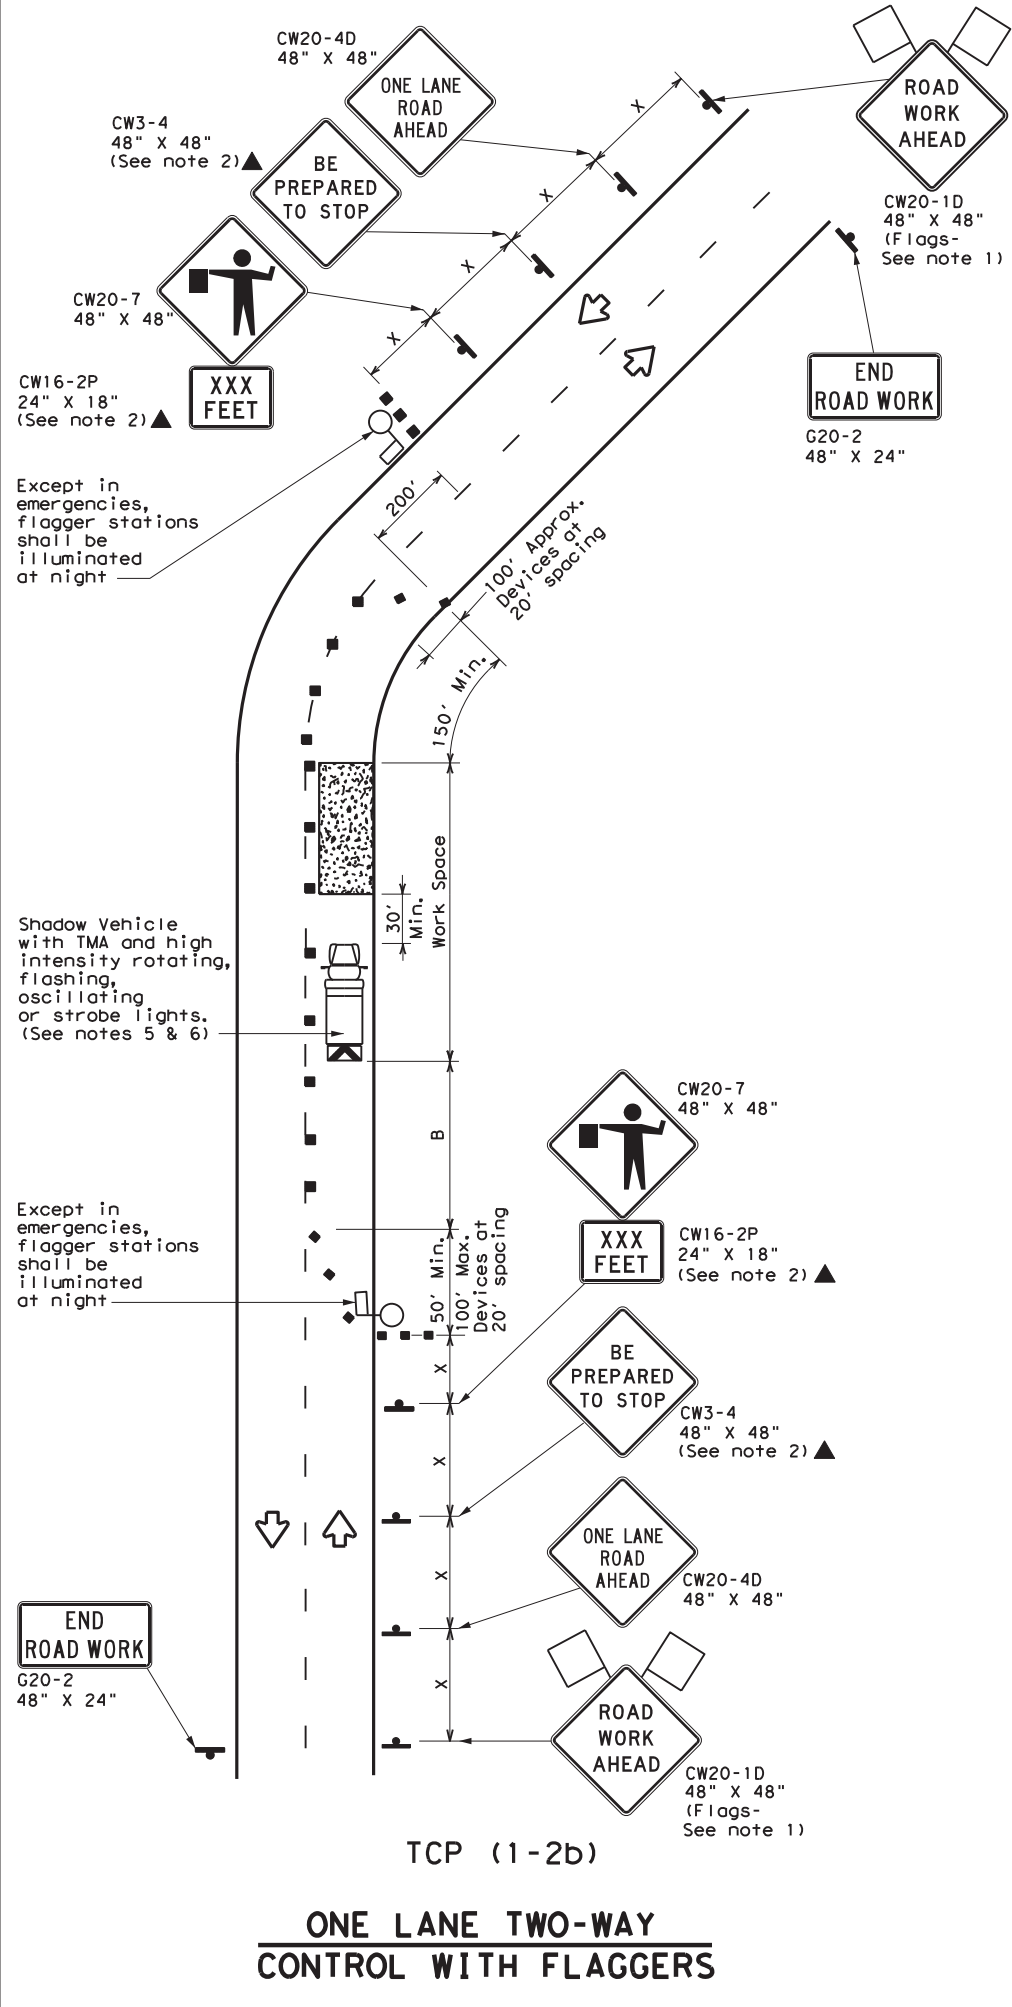 CW20-4D
48" X 48"
ONE LANE
ROAD
AHEAD
ROAD
WORK
AHEAD
CW20-1D
48" X 48"
(Flags-
See note 1)
CW3-4
48" X 48"
(See note 2)
BE
PREPARED
TO STOP
X
X
X
X
CW20-7
48" X 48"
CW16-2P
24" X 18"
(See note 2)
XXX
FEET
END
ROAD WORK
G20-2
48" X 24"
Except in
emergencies,
flagger stations
shall be
illuminated
at night
200'
100' Approx.
Devices at
20' spacing
150' Min.
Work Space
30'
Min.
Shadow Vehicle
with TMA and high
intensity rotating,
flashing,
oscillating
or strobe lights.
(See notes 5 & 6)
B
CW20-7
48" X 48"
XXX
FEET
CW16-2P
24" X 18"
(See note 2)
Except in
emergencies,
flagger stations
shall be
illuminated
at night
50' Min.
100' Max.
Devices at
20' spacing
X
BE
PREPARED
TO STOP
CW3-4
48" X 48"
(See note 2)
X
ONE LANE
ROAD
AHEAD
CW20-4D
48" X 48"
X
END
ROAD WORK
G20-2
48" X 24"
X
ROAD
WORK
AHEAD
CW20-1D
48" X 48"
(Flags-
See note 1)
TCP (1-2b)
ONE LANE TWO-WAY
CONTROL WITH FLAGGERS